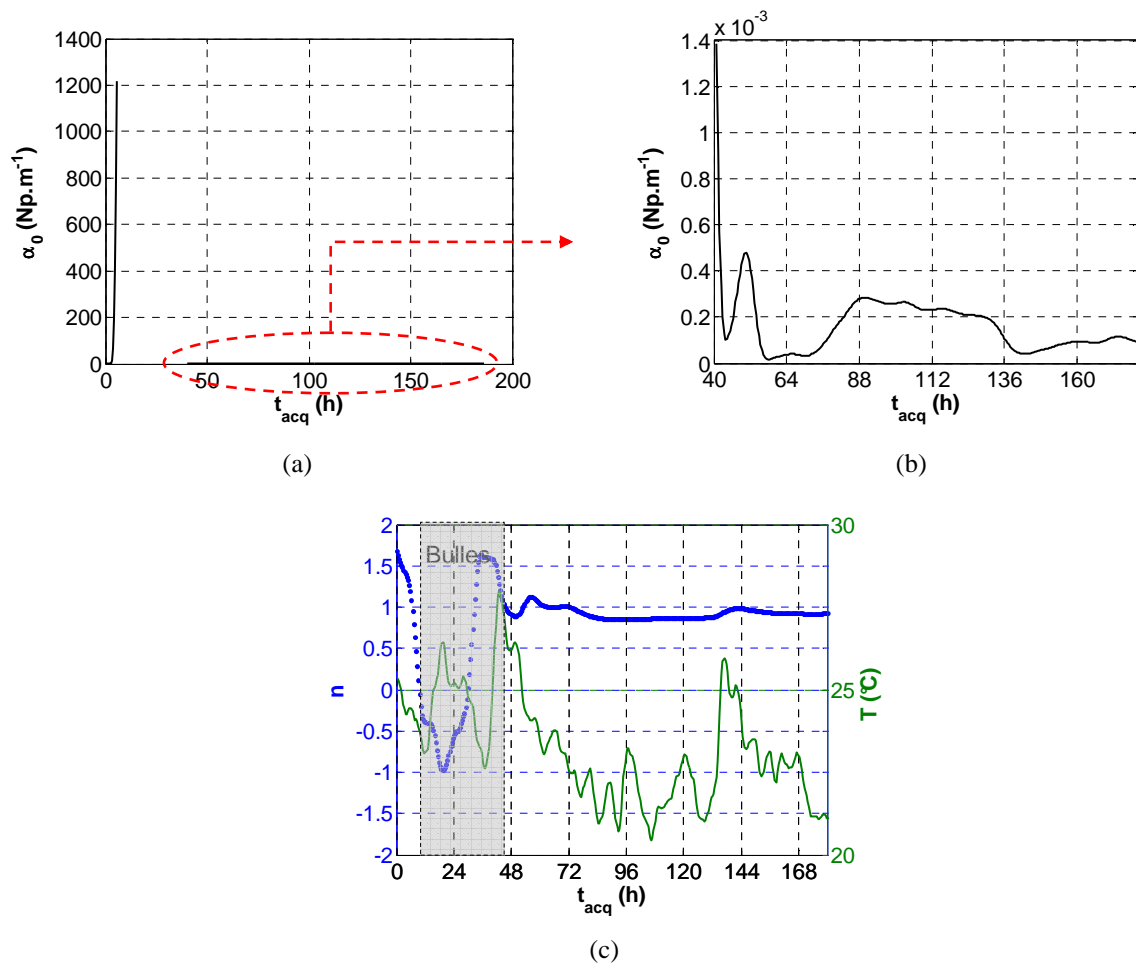 1400
1200
1000
800
600
400
200
0
0 50 100 150 200
α₀ (Np.m⁻¹)
t_acq (h)
(a)
x 10⁻³
1.4
1.2
1
0.8
0.6
0.4
0.2
0
40 64 88 112 136 160
α₀ (Np.m⁻¹)
t_acq (h)
(b)
2
1.5
1
0.5
0
-0.5
-1
-1.5
-2
n
Bulles
30
25
20
T (°C)
0 24 48 72 96 120 144 168
t_acq (h)
(c)